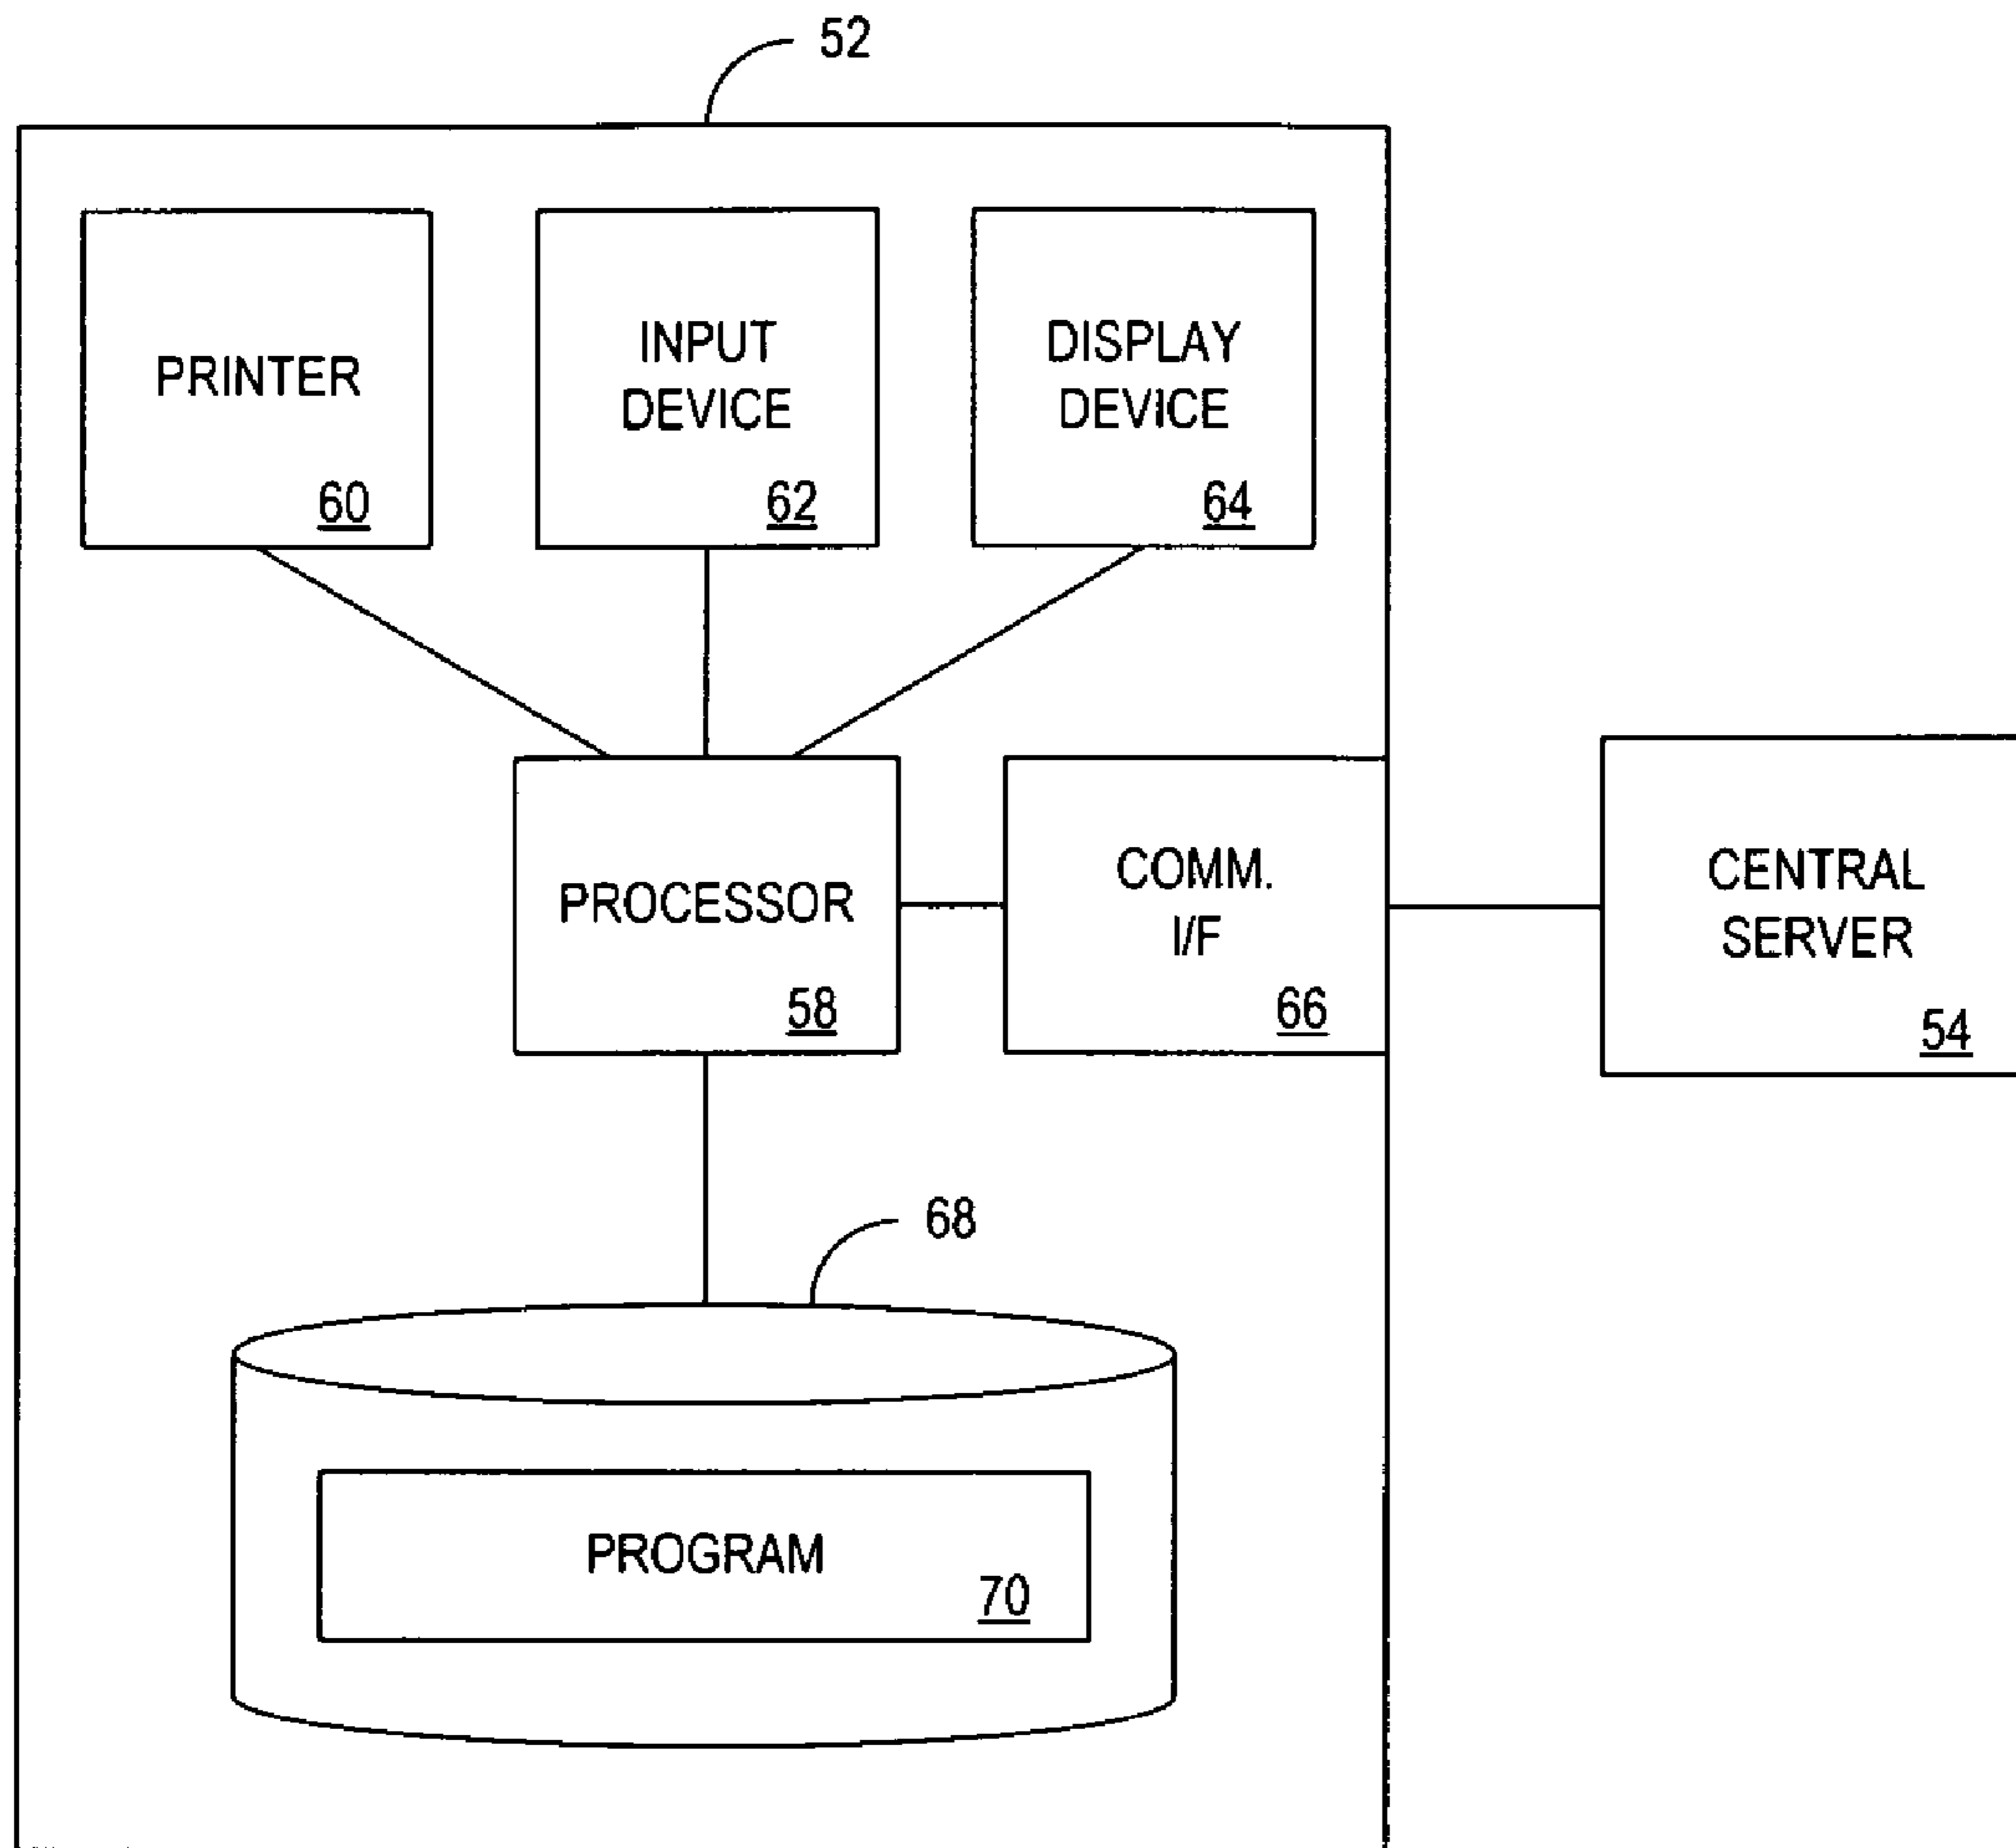 52
PRINTER
60
INPUT
DEVICE
62
DISPLAY
DEVICE
64
PROCESSOR
58
COMM.
I/F
66
CENTRAL
SERVER
54
68
PROGRAM
70